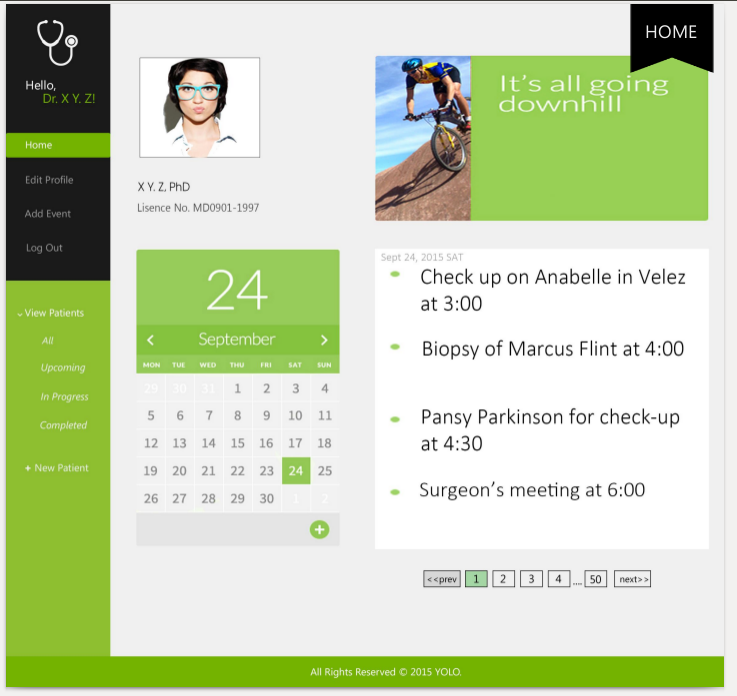 HOME
Hello,
Dr. X Y. Z!
Home
Edit Profile
Add Event
Log Out
View Patients
All
Upcoming
In Progress
Completed
+ New Patient
X Y. Z, PhD
Lisence No. MD0901-1997
It's all going
downhill
24
< September >
MON TUE WED THU FRI SAT SUN
29 30 31 1 2 3 4
5 6 7 8 9 10 11
12 13 14 15 16 17 18
19 20 21 22 23 24 25
26 27 28 29 30 1 2
+
Sept 24, 2015 SAT
Check up on Anabelle in Velez
at 3:00
Biopsy of Marcus Flint at 4:00
Pansy Parkinson for check-up
at 4:30
Surgeon's meeting at 6:00
<<prev 1 2 3 4 .... 50 next>>
All Rights Reserved © 2015 YOLO.